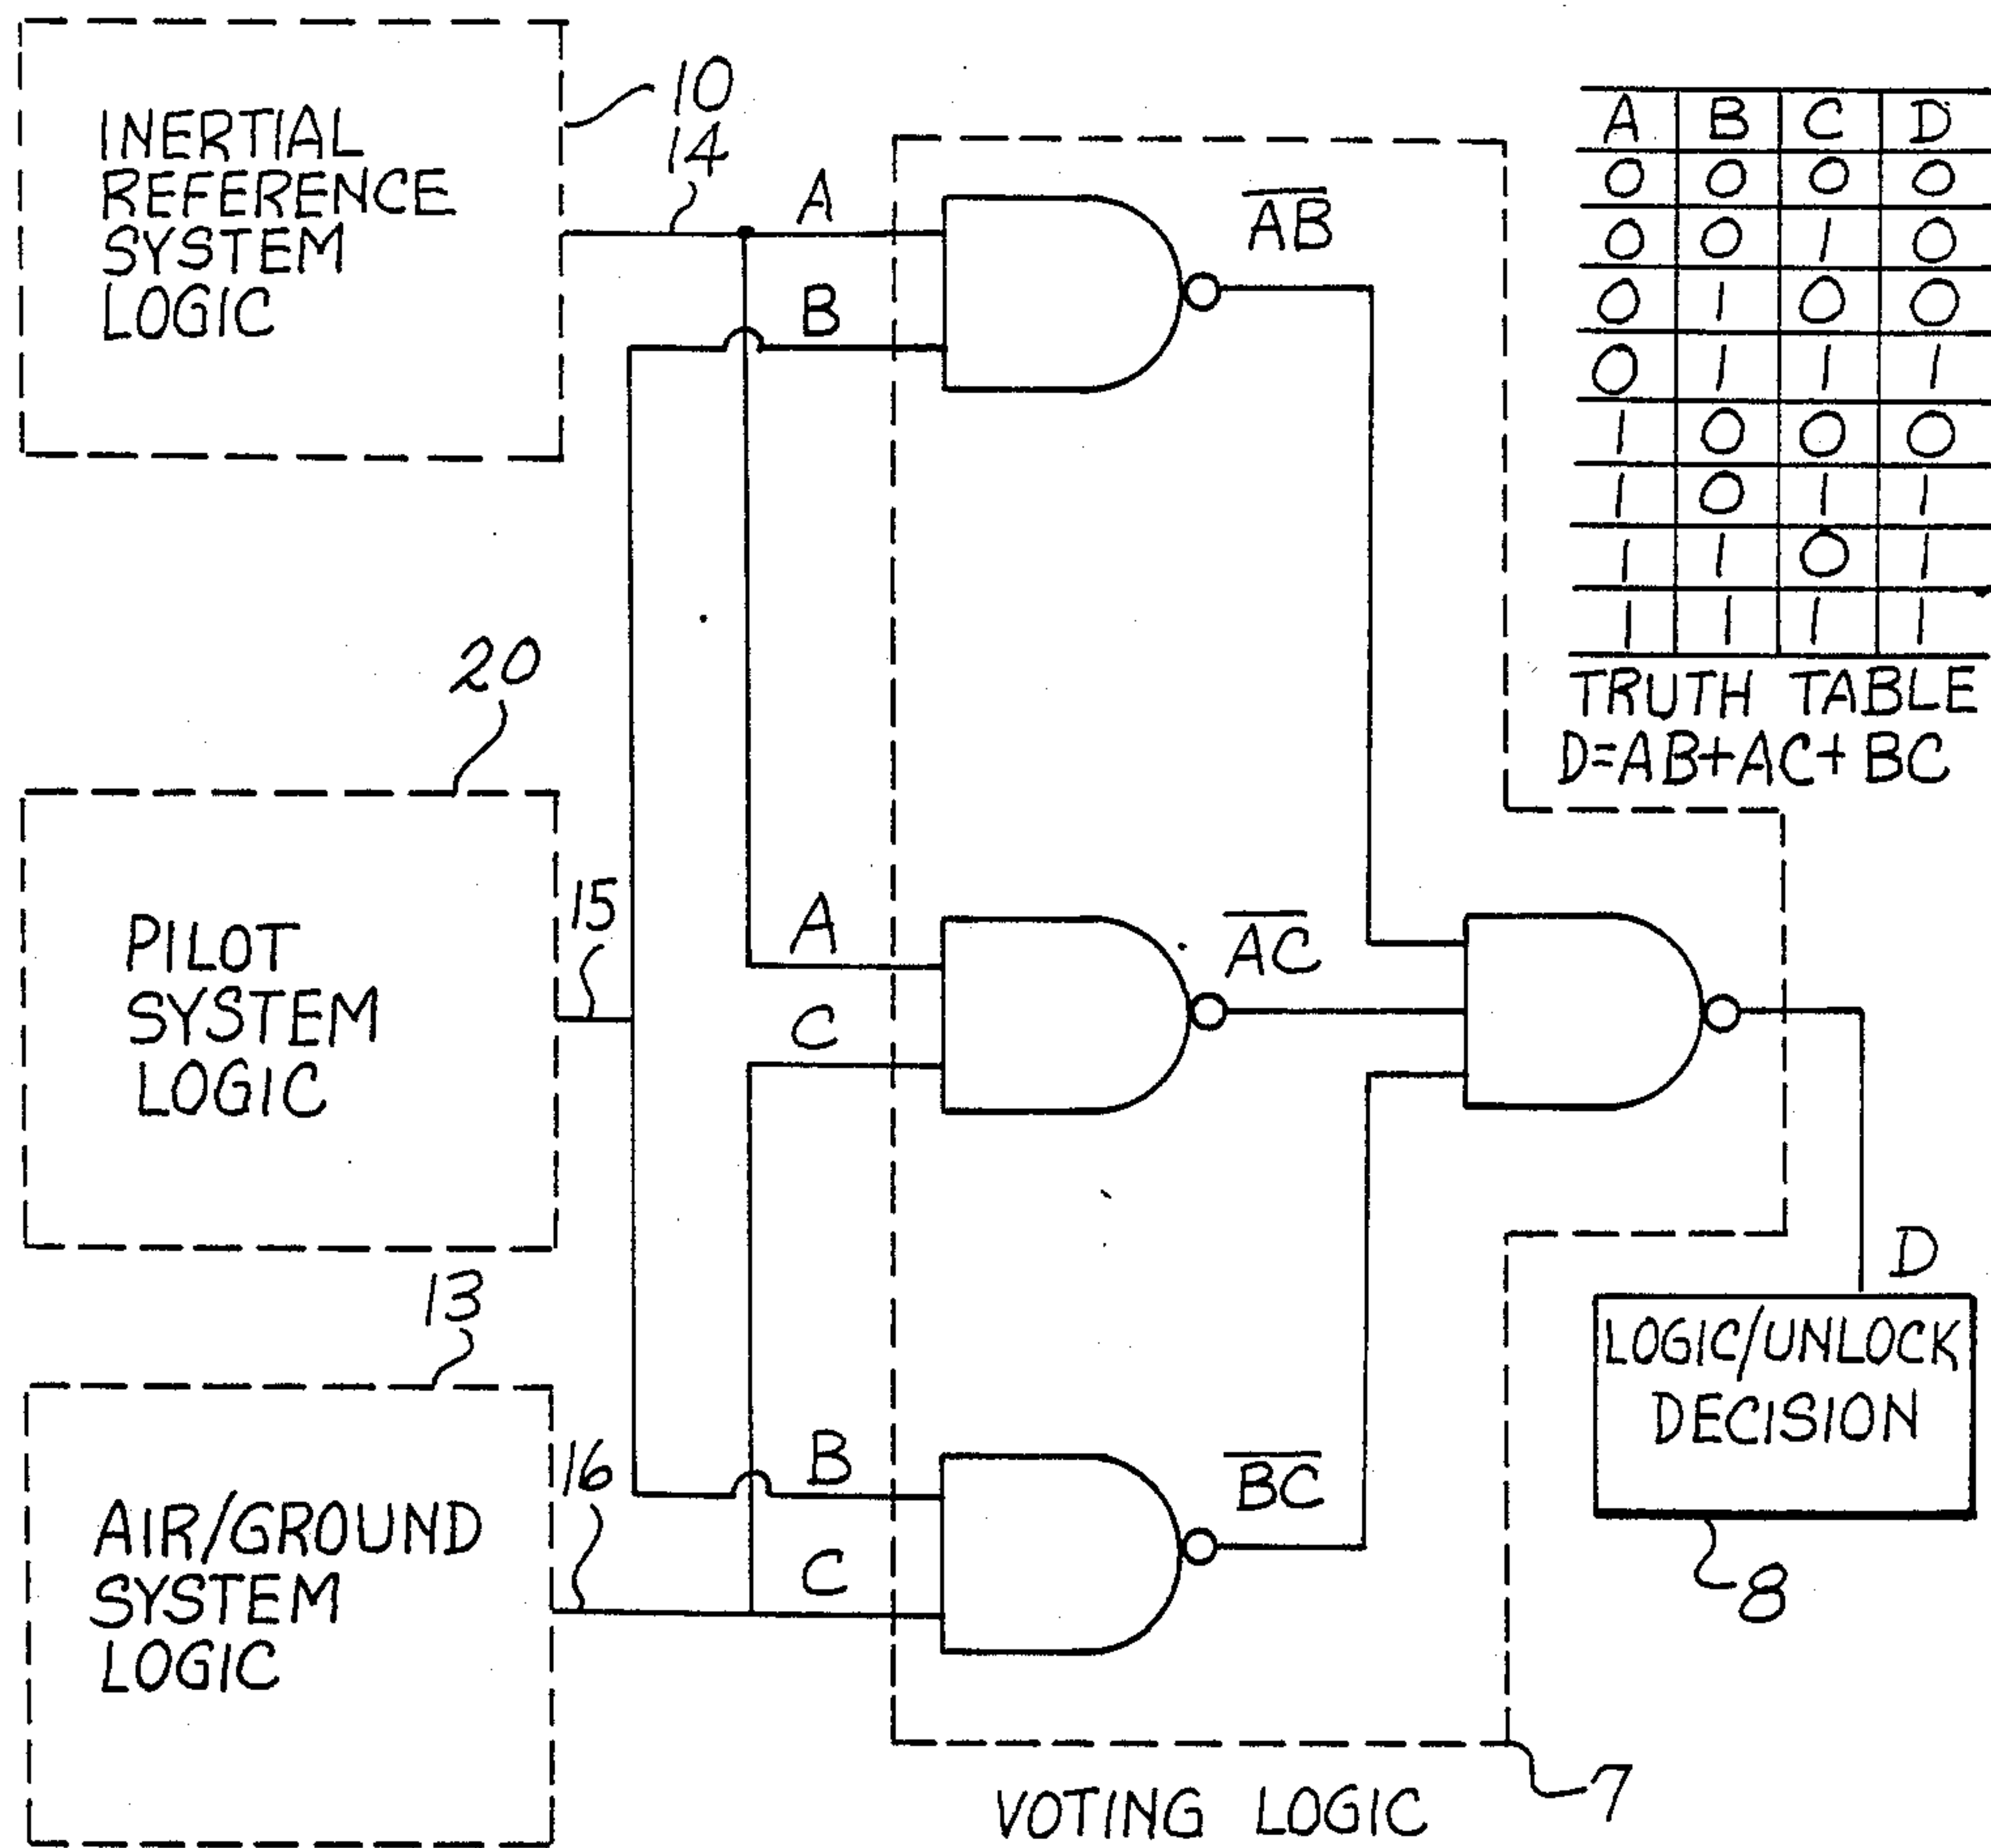 INERTIAL
REFERENCE
SYSTEM
LOGIC
10
14
A
B
A̅B̅
20
PILOT
SYSTEM
LOGIC
15
A
C
A̅C̅
13
AIR/GROUND
SYSTEM
LOGIC
16
B
C
B̅C̅
VOTING LOGIC
7
A B C D
0 0 0 0
0 0 1 0
0 1 0 0
0 1 1 1
1 0 0 0
1 0 1 1
1 1 0 1
1 1 1 1
TRUTH TABLE
D=AB+AC+BC
D
LOGIC/UNLOCK
DECISION
8